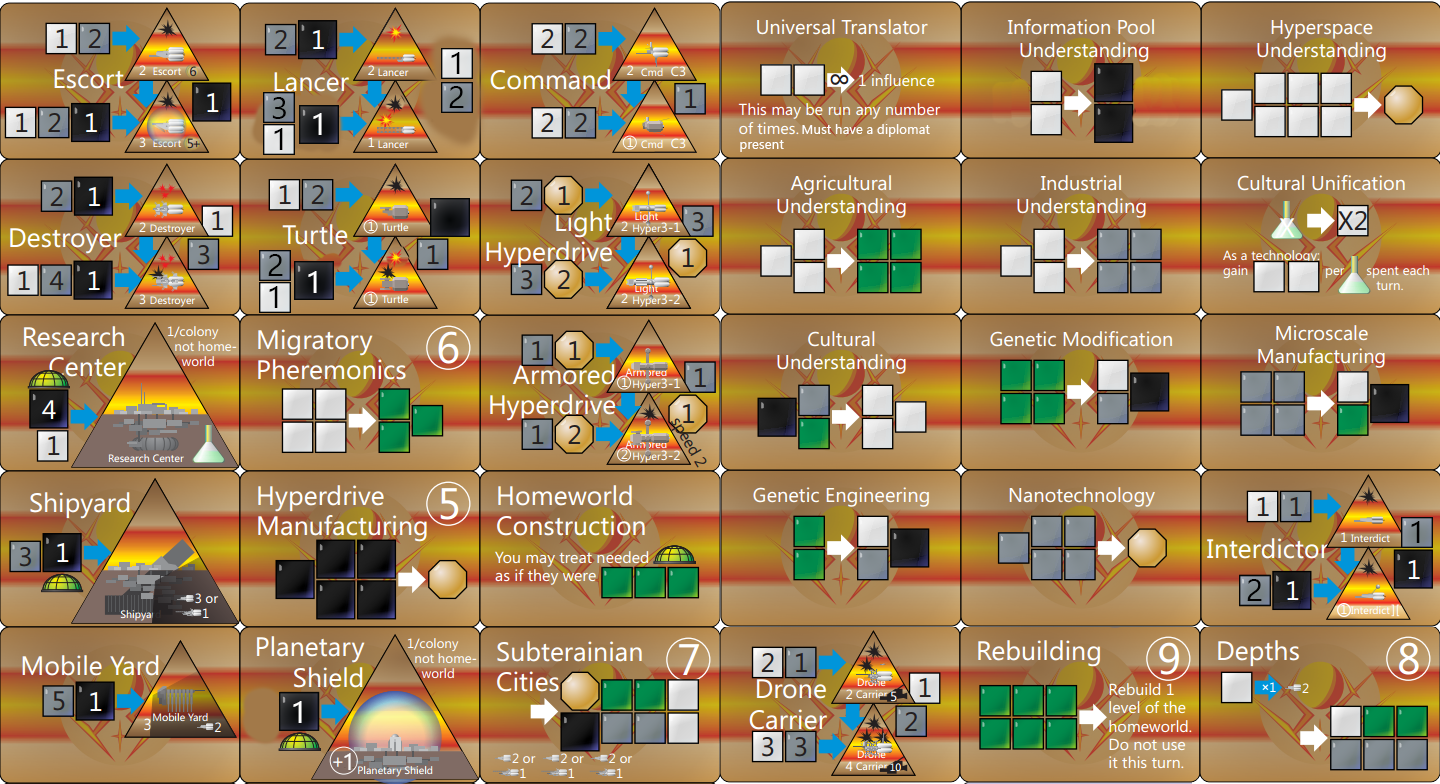 1 2
2 Escort 6
Escort
1
1 2 1
3 Escort 5+
2 1
2 Lancer
Lancer
1
2
3
1
1
1 Lancer
2 2
2 Cmd C3
Command
1
2 2
1 Cmd C3
Universal Translator
∞ 1 influence
This may be run any number
of times. Must have a diplomat
present
Information Pool
Understanding
Hyperspace
Understanding
2 1
2 Destroyer
1
Destroyer
3
1 4 1
3 Destroyer
1 2
1 Turtle
Turtle
1
2
1
1
1 Turtle
2 1
Light
2 Hyper3-1
3
Light
Hyperdrive
1
3 2
Light
2 Hyper3-2
Agricultural
Understanding
Industrial
Understanding
Cultural Unification
X2
As a technology:
gain per spent each
turn.
Research
Center
1/colony
not home-
world
4
1
Research Center
Migratory
Pheremonics
6
1 1
Armored
1 Hyper3-1
1
Armored
Hyperdrive
1
1 2
Armored
2 Hyper3-2
speed 2
Cultural
Understanding
Genetic Modification
Microscale
Manufacturing
Shipyard
3 1
Shipyar
3 or
1
Hyperdrive
Manufacturing
5
Homeworld
Construction
You may treat needed
as if they were
Genetic Engineering
Nanotechnology
1 1
1 Interdict
1
Interdictor
1
2 1
1 Interdict II
Mobile Yard
5 1
Mobile Yard
3
2
Planetary
Shield
1/colony
not home-
world
1
+1
Planetary Shield
Subterainian
Cities
7
2 or 2 or 2 or
1 1 1
2 1
Drone
2 Carrier 5
1
Drone
Carrier
2
3 3
Drone
4 Carrier 10
Rebuilding
9
Rebuild 1
level of the
homeworld.
Do not use
it this turn.
Depths
8
x1 2